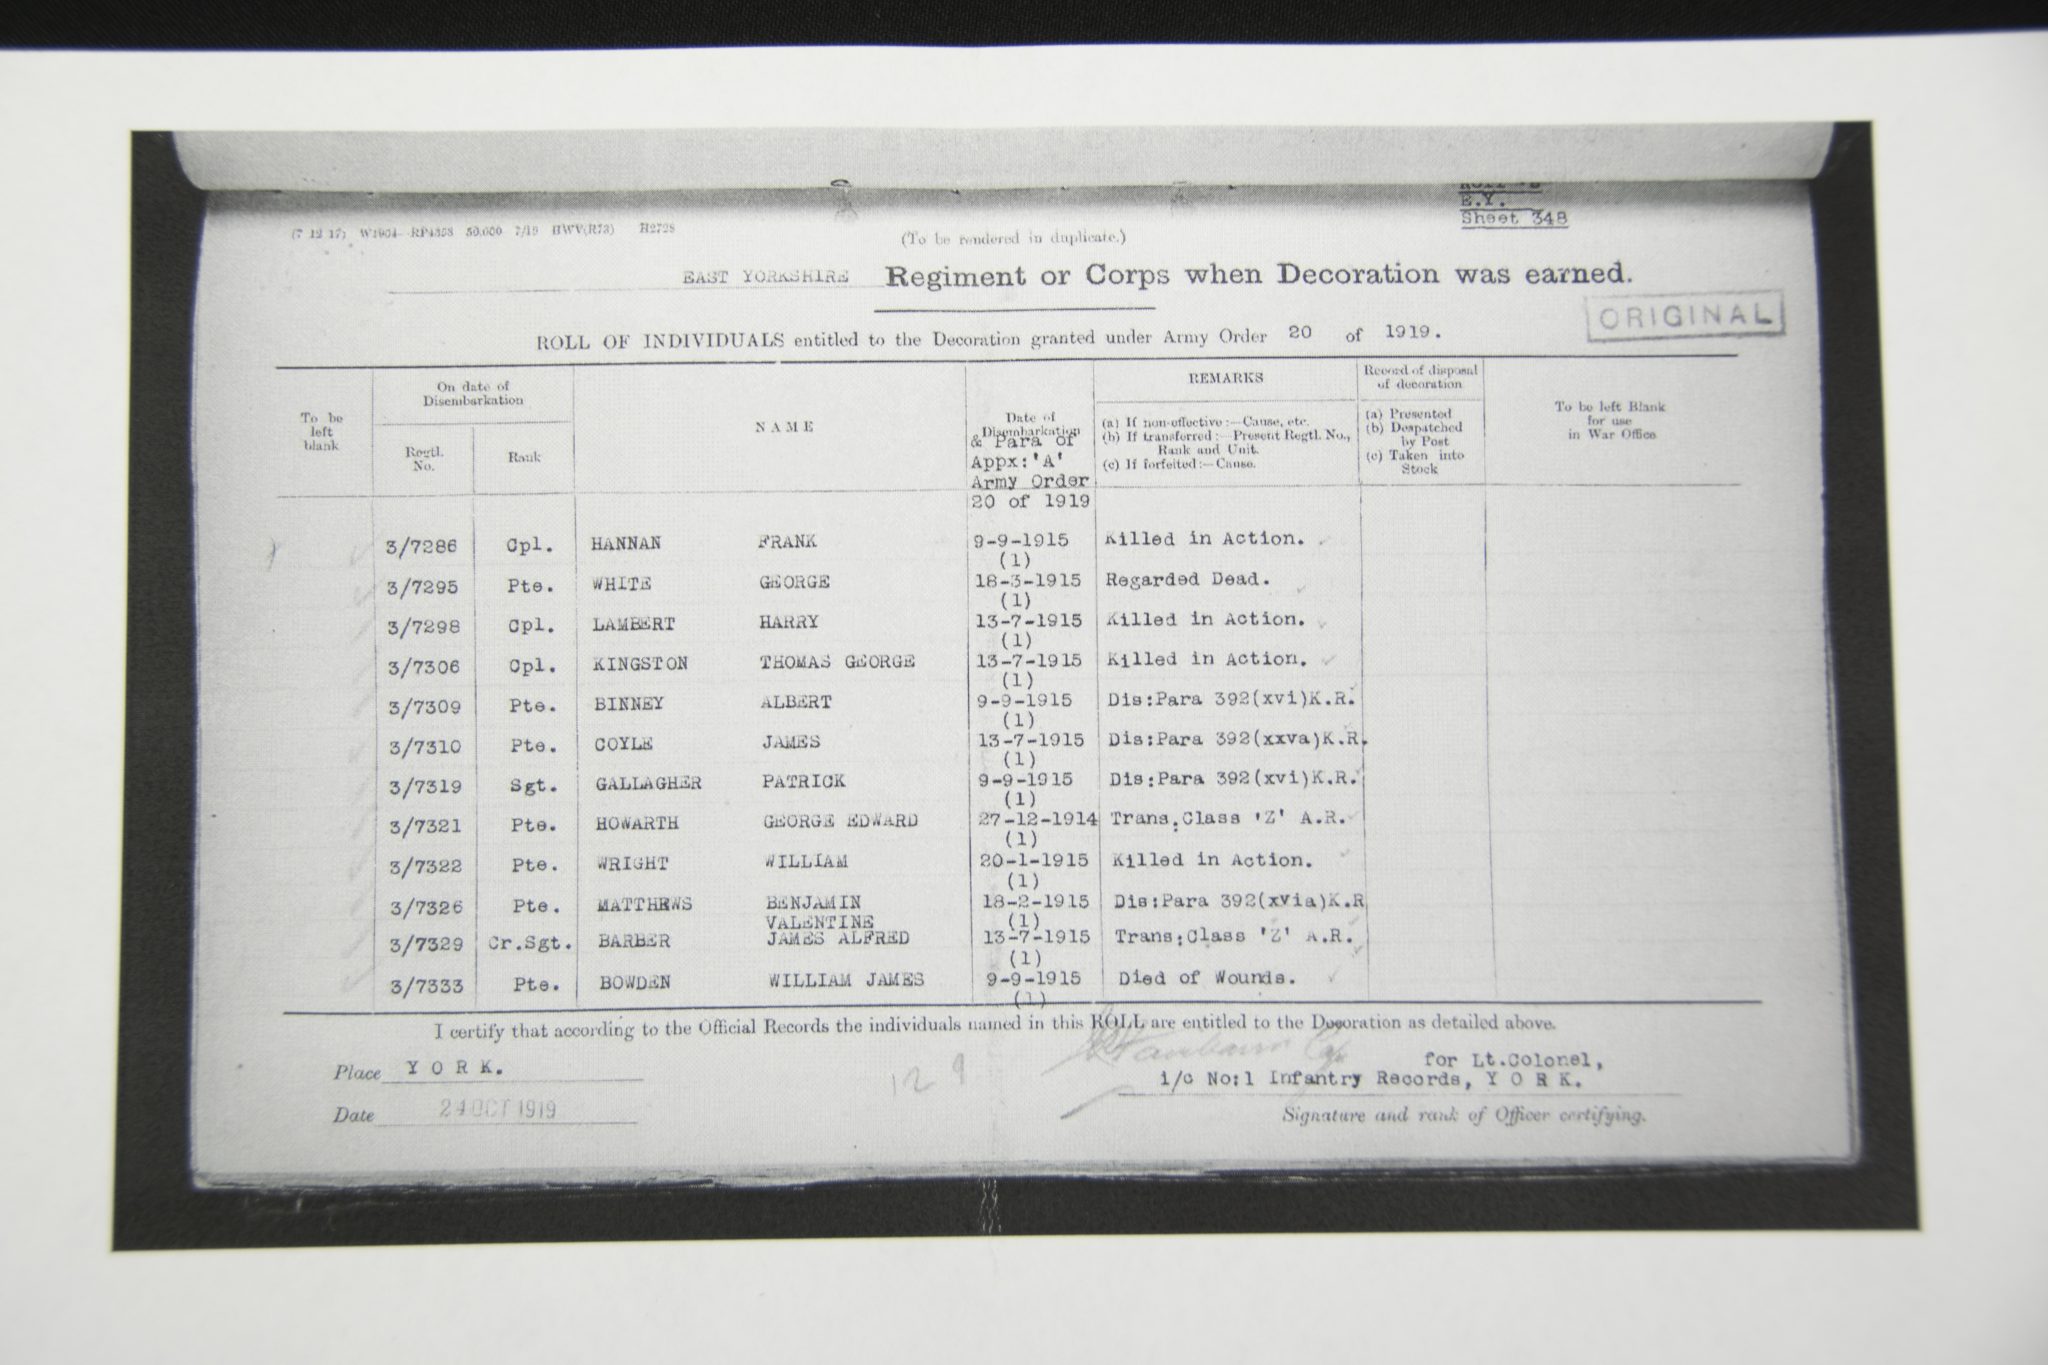 E.Y.
Sheet 348
50,000 7/19 HWV(R73) H2728
(To be rendered in duplicate.)
EAST YORKSHIRE Regiment or Corps when Decoration was earned.
ORIGINAL
ROLL OF INDIVIDUALS entitled to the Decoration granted under Army Order 20 of 1919.
To be left blank
On date of Disembarkation
Regtl. No.
Rank
NAME
Date of Disembarkation
& Para of
Appx:'A'
Army Order
20 of 1919
REMARKS
(a) If non-effective:—Cause, etc.
(b) If transferred:—Present Regtl. No., Rank and Unit.
(c) If forfeited:—Cause.
Record of disposal of decoration
(a) Presented
(b) Despatched by Post
(c) Taken into Stock
To be left Blank for use in War Office
3/7286 Cpl. HANNAN FRANK 9-9-1915 Killed in Action.
(1)
3/7295 Pte. WHITE GEORGE 18-3-1915 Regarded Dead.
(1)
3/7298 Cpl. LAMBERT HARRY 13-7-1915 Killed in Action.
(1)
3/7306 Cpl. KINGSTON THOMAS GEORGE 13-7-1915 Killed in Action.
(1)
3/7309 Pte. BINNEY ALBERT 9-9-1915 Dis:Para 392(xvi)K.R.
(1)
3/7310 Pte. COYLE JAMES 13-7-1915 Dis:Para 392(xxva)K.R.
(1)
3/7319 Sgt. GALLAGHER PATRICK 9-9-1915 Dis:Para 392(xvi)K.R.
(1)
3/7321 Pte. HOWARTH GEORGE EDWARD 27-12-1914 Trans:Class 'Z' A.R.
(1)
3/7322 Pte. WRIGHT WILLIAM 20-1-1915 Killed in Action.
(1)
3/7326 Pte. MATTHEWS BENJAMIN 18-2-1915 Dis:Para 392(xvia)K.R
VALENTINE (1)
3/7329 Cr.Sgt. BARBER JAMES ALFRED 13-7-1915 Trans:Class 'Z' A.R.
(1)
3/7333 Pte. BOWDEN WILLIAM JAMES 9-9-1915 Died of Wounds.
(1)
I certify that according to the Official Records the individuals named in this ROLL are entitled to the Decoration as detailed above.
Place YORK.
for Lt.Colonel,
129
i/c No:1 Infantry Records, YORK.
Date 24 OCT 1919
Signature and rank of Officer certifying.